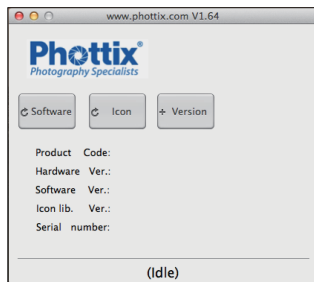 www.phottix.com V1.64
Phottix®
Photography Specialists
Software Icon Version
Product Code:
Hardware Ver.:
Software Ver.:
Icon lib. Ver.:
Serial number:
(Idle)